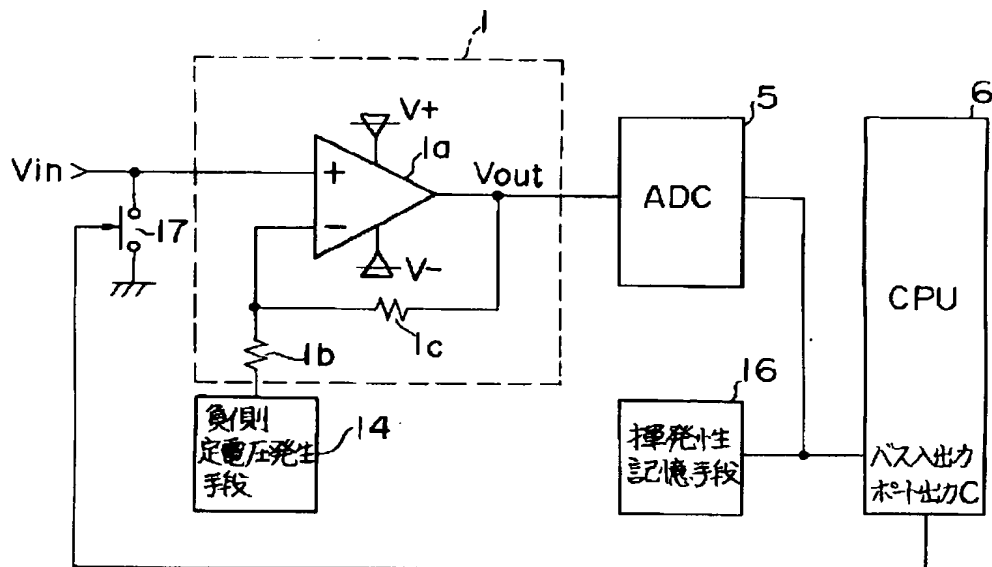 1
V+
1a
Vin
+
-
Vout
17
V-
1c
1b
5
ADC
6
CPU
負側
定電圧発生
手段
14
16
揮発性
記憶手段
バス入出力
ポート出力C